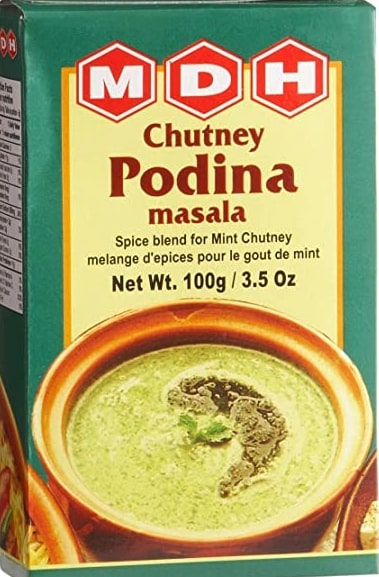 MDH
Chutney
Podina
masala
Spice blend for Mint Chutney
melange d'epices pour le gout de mint
Net Wt. 100g / 3.5 Oz